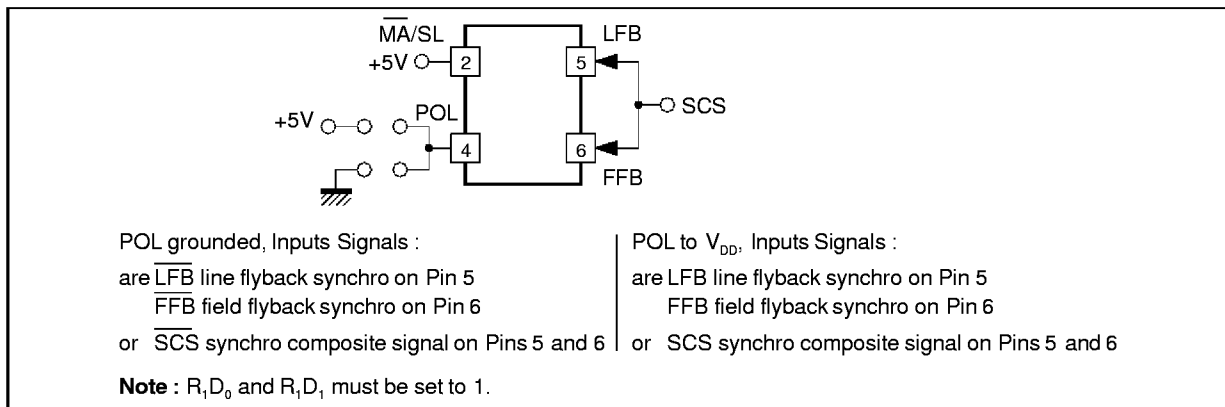 M̅A̅/SL
LFB
+5V
2
5
SCS
+5V
POL
4
6
FFB
POL grounded, Inputs Signals :
are L̅F̅B̅ line flyback synchro on Pin 5
F̅F̅B̅ field flyback synchro on Pin 6
or S̅C̅S̅ synchro composite signal on Pins 5 and 6
POL to V_DD, Inputs Signals :
are LFB line flyback synchro on Pin 5
FFB field flyback synchro on Pin 6
or SCS synchro composite signal on Pins 5 and 6
Note : R₁D₀ and R₁D₁ must be set to 1.